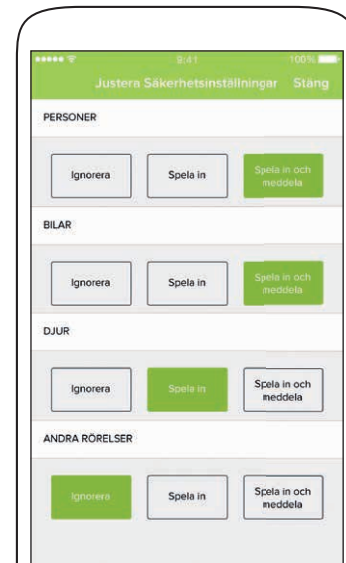 9:41 100%
Justera Säkerhetsinställningar Stäng
PERSONER
Ignorera Spela in Spela in och
meddela
BILAR
Ignorera Spela in Spela in och
meddela
DJUR
Ignorera Spela in Spela in och
meddela
ANDRA RÖRELSER
Ignorera Spela in Spela in och
meddela